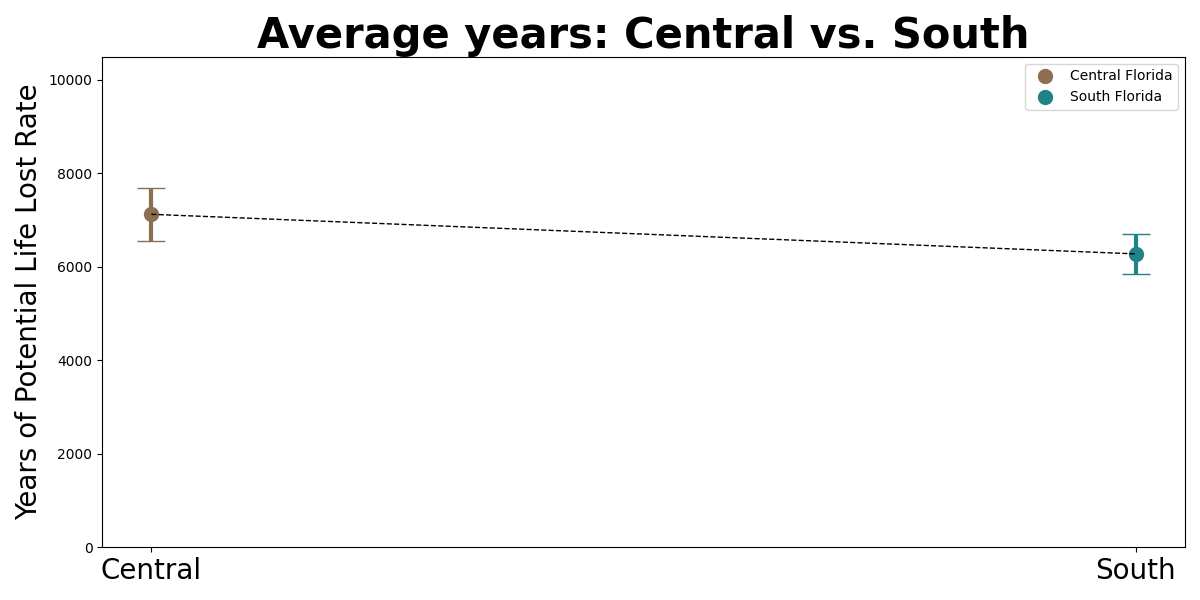 Average years: Central vs. South
Central Florida
South Florida
Years of Potential Life Lost Rate
10000
8000
6000
4000
2000
0
Central
South